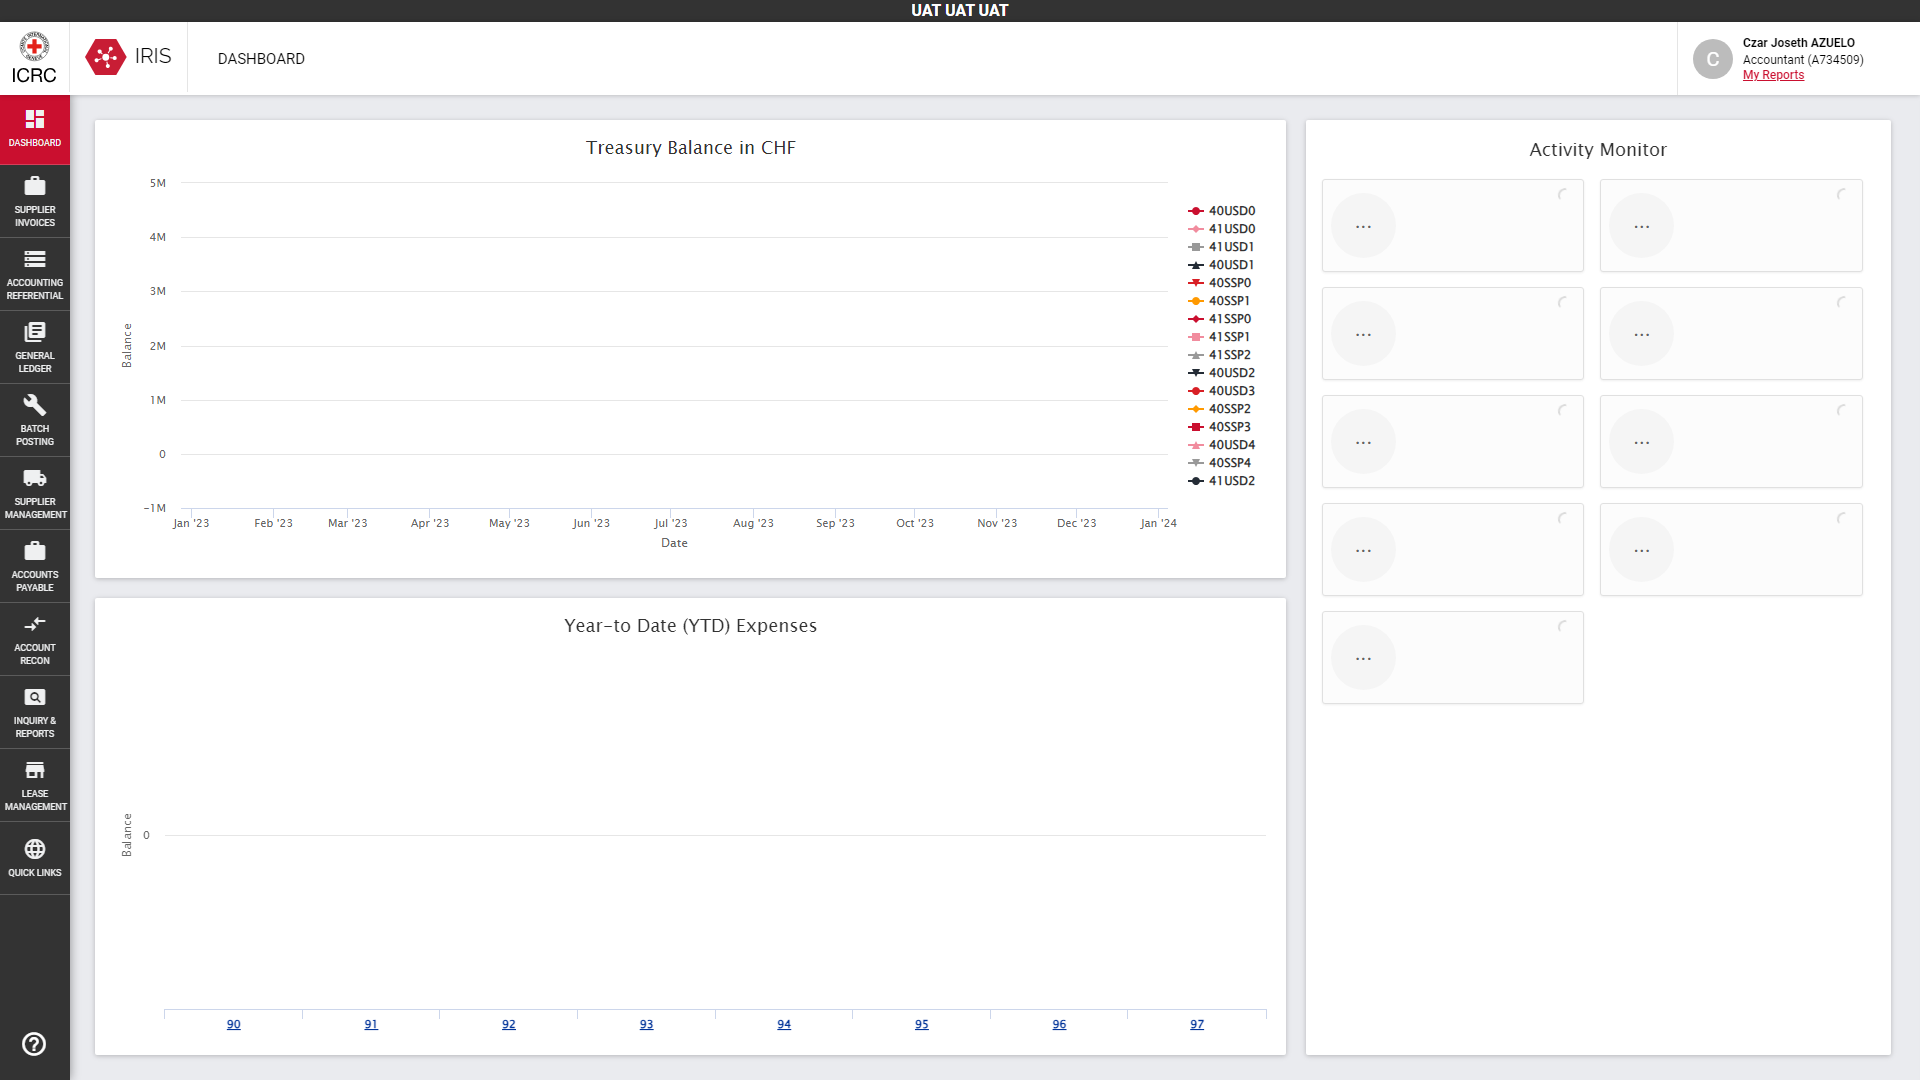 UAT UAT UAT
ICRC
IRIS
DASHBOARD
C
Czar Joseth AZUELO
Accountant (A734509)
My Reports
DASHBOARD
SUPPLIER
INVOICES
ACCOUNTING
REFERENTIAL
GENERAL
LEDGER
BATCH
POSTING
SUPPLIER
MANAGEMENT
ACCOUNTS
PAYABLE
ACCOUNT
RECON
INQUIRY &
REPORTS
LEASE
MANAGEMENT
QUICK LINKS
Treasury Balance in CHF
5M
4M
3M
2M
1M
0
-1M
Balance
Jan '23
Feb '23
Mar '23
Apr '23
May '23
Jun '23
Jul '23
Aug '23
Sep '23
Oct '23
Nov '23
Dec '23
Jan '24
Date
40USD0
41USD0
41USD1
40USD1
40SSP0
40SSP1
41SSP0
41SSP1
41SSP2
40USD2
40USD3
40SSP2
40SSP3
40USD4
40SSP4
41USD2
Year-to Date (YTD) Expenses
Balance
0
90
91
92
93
94
95
96
97
Activity Monitor
...
...
...
...
...
...
...
...
...